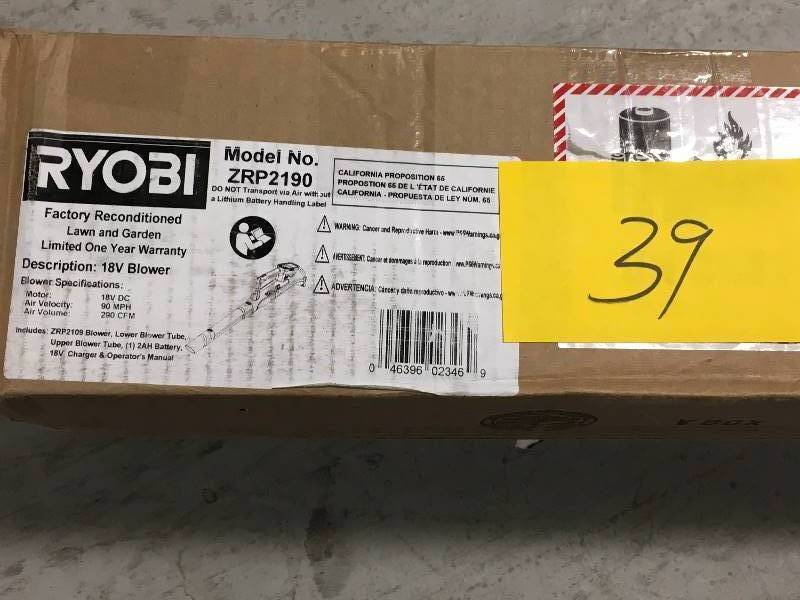 RYOBI
Model No.
ZRP2190
DO NOT Transport via Air without
a Lithium Battery Handling Label
CALIFORNIA PROPOSITION 65
PROPOSTION 65 DE L 'ÉTAT DE CALIFORNIE
CALIFORNIA - PROPUESTA DE LEY NÚM. 65
Factory Reconditioned
Lawn and Garden
Limited One Year Warranty
Description: 18V Blower
Blower Specifications:
Motor: 18V DC
Air Velocity: 90 MPH
Air Volume: 290 CFM
Includes: ZRP2109 Blower, Lower Blower Tube,
Upper Blower Tube, (1) 2AH Battery,
18V Charger & Operator's Manual
WARNING: Cancer and Reproductive Harm - www.P65Warnings.ca.g
AVERTISSEMENT: Cancer et dommages à la reproduction
ADVERTENCIA: Cáncer y daño reproductivo
0 46396 02346 9
39